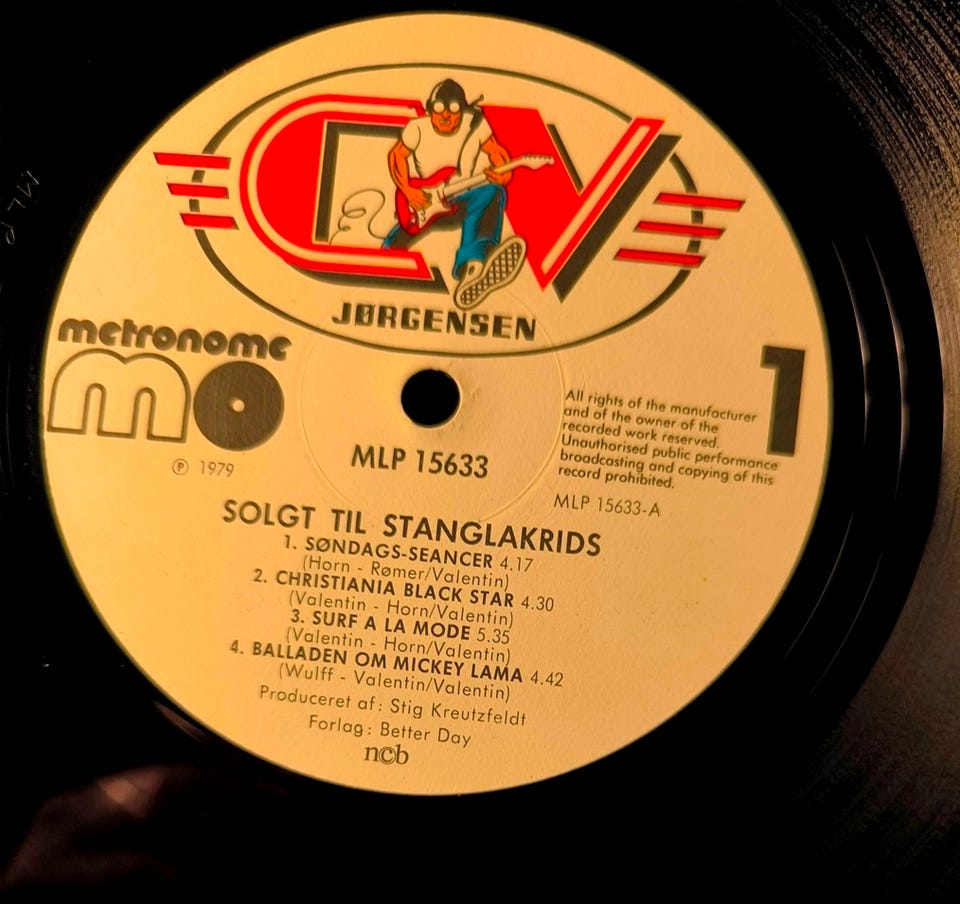 CV
JØRGENSEN
metronome
mo
℗ 1979
1
All rights of the manufacturer
and of the owner of the
recorded work reserved.
Unauthorised public performance
broadcasting and copying of this
record prohibited.
MLP 15633
MLP 15633-A
SOLGT TIL STANGLAKRIDS
1. SØNDAGS-SEANCER 4.17
(Horn - Rømer/Valentin)
2. CHRISTIANIA BLACK STAR 4.30
(Valentin - Horn/Valentin)
3. SURF A LA MODE 5.35
(Valentin - Horn/Valentin)
4. BALLADEN OM MICKEY LAMA 4.42
(Wulff - Valentin/Valentin)
Produceret af: Stig Kreutzfeldt
Forlag: Better Day
ncb
MLP